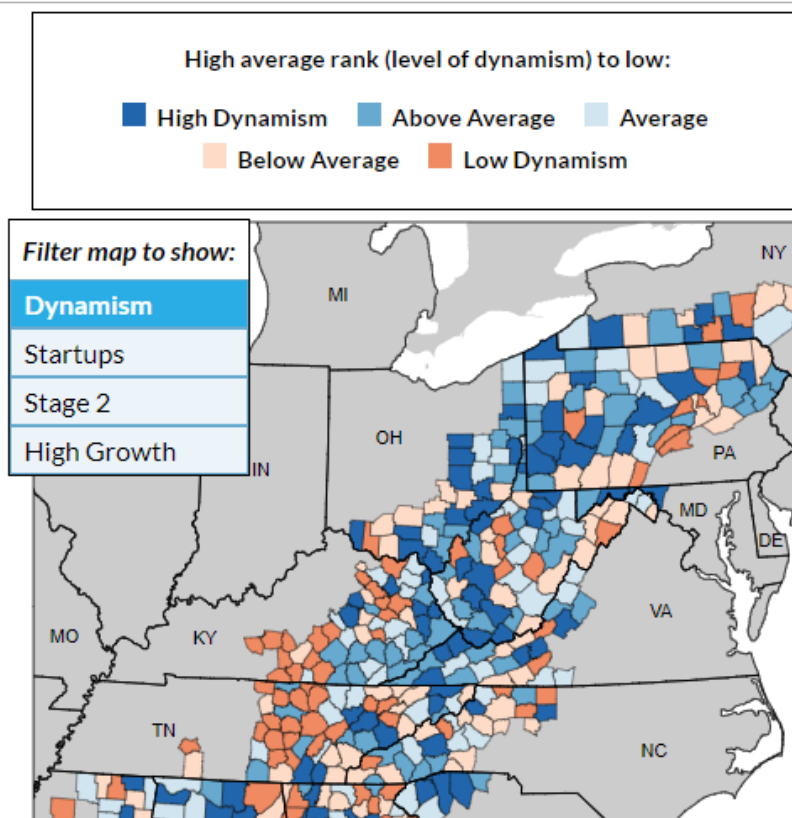 High average rank (level of dynamism) to low:
High Dynamism Above Average Average
Below Average Low Dynamism
Filter map to show:
Dynamism
Startups
Stage 2
High Growth
NY
MI
OH
IN
PA
MD
DE
MO
KY
VA
TN
NC